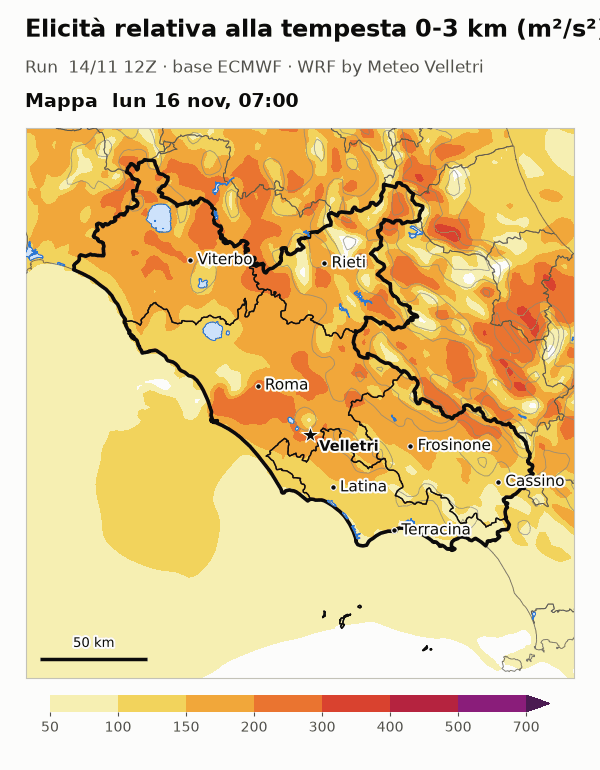 Elicità relativa alla tempesta 0-3 km (m²/s²)
Run 14/11 12Z · base ECMWF · WRF by Meteo Velletri
Mappa lun 16 nov, 07:00
Viterbo
Rieti
Roma
Velletri
Frosinone
Cassino
Latina
Terracina
50 km
50 100 150 200 300 400 500 700